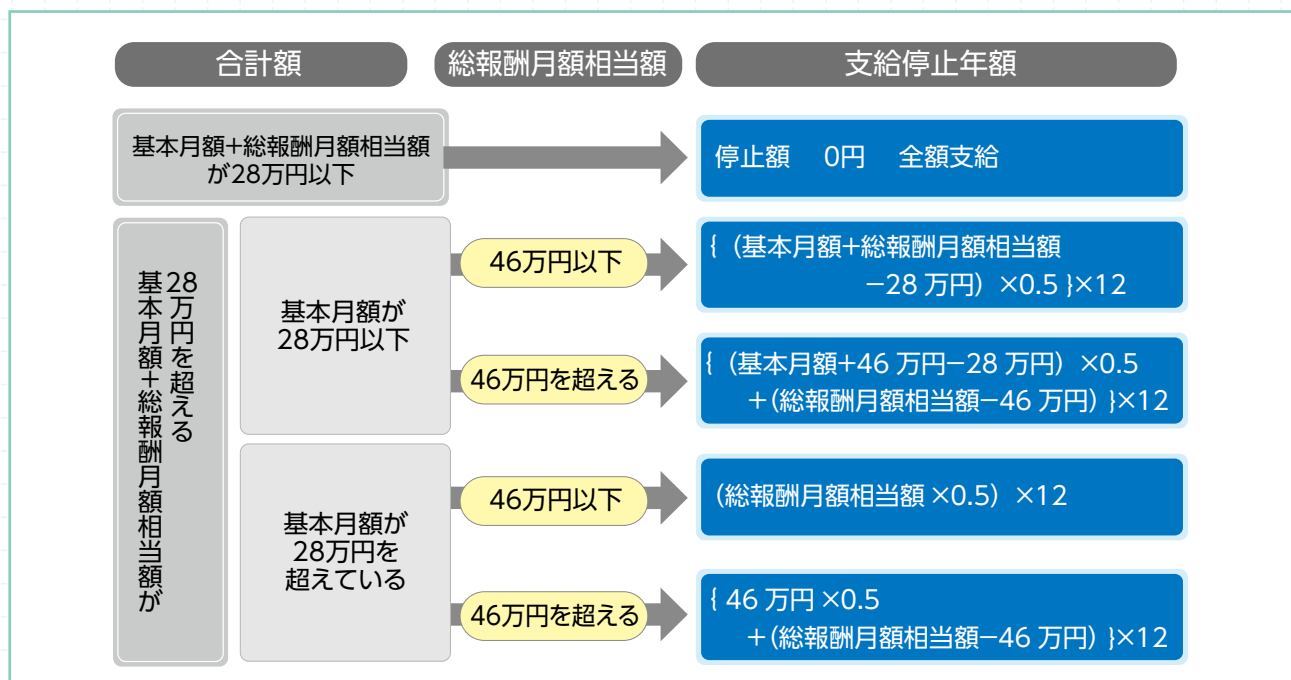 合計額
総報酬月額相当額
支給停止年額
基本月額+総報酬月額相当額
が28万円以下
停止額 0円 全額支給
基本月額+総報酬月額相当額が
28万円を超える
基本月額が
28万円以下
46万円以下
{(基本月額+総報酬月額相当額
−28 万円)×0.5 }×12
46万円を超える
{(基本月額+46 万円−28 万円)×0.5
+(総報酬月額相当額−46 万円)}×12
基本月額が
28万円を
超えている
46万円以下
(総報酬月額相当額 ×0.5)×12
46万円を超える
{ 46 万円 ×0.5
+(総報酬月額相当額−46 万円)}×12